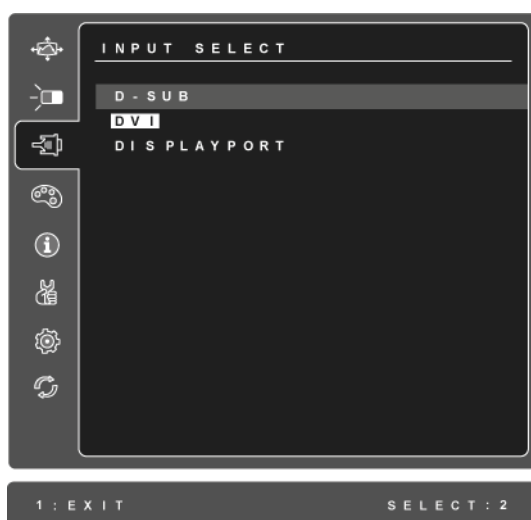 INPUT SELECT
D-SUB
DVI
DISPLAYPORT
1:EXIT SELECT:2